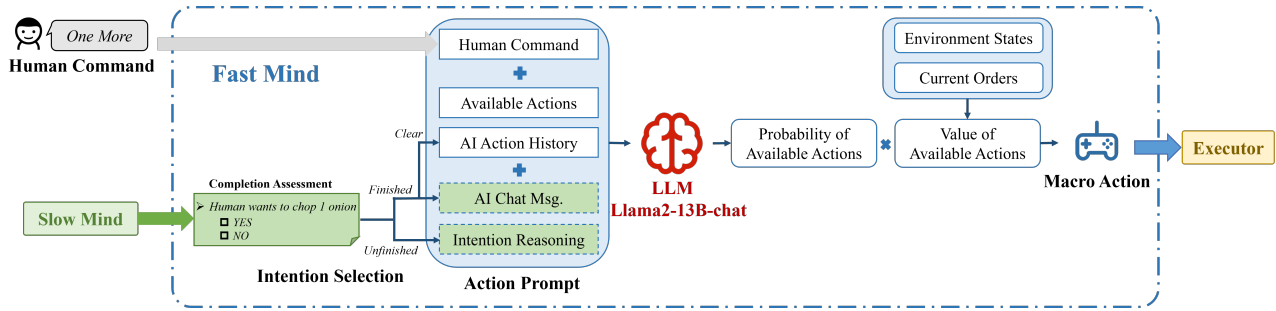 One More
Human Command
Fast Mind
Human Command
Available Actions
AI Action History
AI Chat Msg.
Intention Reasoning
Action Prompt
Clear
Finished
Unfinished
Slow Mind
Completion Assessment
➢ Human wants to chop 1 onion
YES
NO
Intention Selection
LLM
Llama2-13B-chat
Probability of
Available Actions
Environment States
Current Orders
Value of
Available Actions
Macro Action
Executor